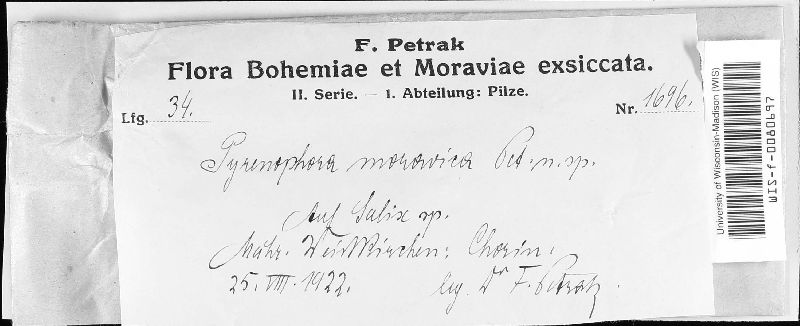 F. Petrak
Flora Bohemiae et Moraviae exsiccata.
II. Serie. — 1. Abteilung: Pilze.
Lfg. 34.
Nr. 1696.
Pyrenophora moravica Pet. n. sp.
Auf Salix sp.
Mähr. Weisskirchen: Chorin.
25. VIII. 1922.
leg. Dr F. Petrak.
University of Wisconsin-Madison (WIS)
WIS-f-0080697